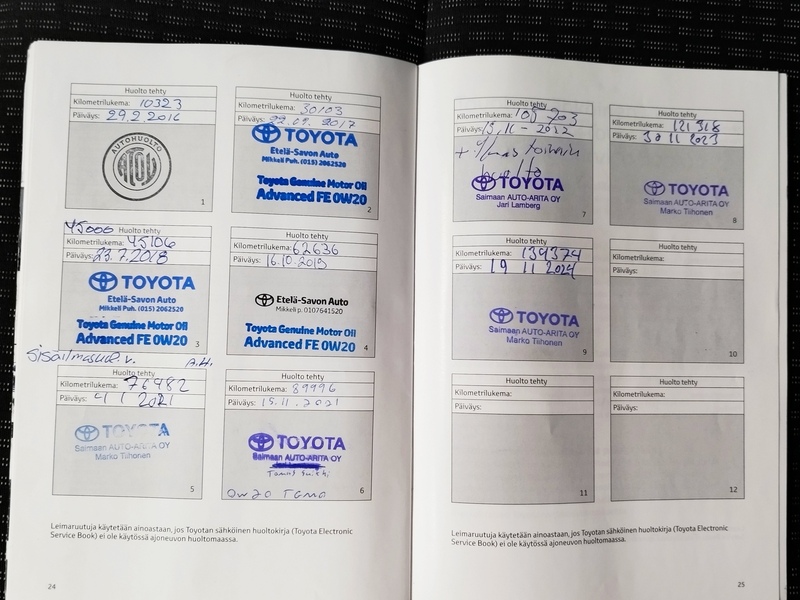 Huolto tehty
Kilometrilukema: 10323
Päiväys: 29.2.2016
AUTOHUOLTO
1
Huolto tehty
Kilometrilukema: 30103
Päiväys: 2017
TOYOTA
Etelä-Savon Auto
Mikkeli Puh. (015) 2062520
Toyota Genuine Motor Oil
Advanced FE 0W20
2
45000 Huolto tehty
Kilometrilukema: 45106
Päiväys: 23.7.2018
TOYOTA
Etelä-Savon Auto
Mikkeli Puh. (015) 2062520
Toyota Genuine Motor Oil
Advanced FE 0W20
3
Huolto tehty
Kilometrilukema: 62636
Päiväys: 16.10.2019
Etelä-Savon Auto
Mikkeli p. 0107641520
Toyota Genuine Motor Oil
Advanced FE 0W20
4
A.H.
Huolto tehty
Kilometrilukema: 76482
Päiväys: 4 1 2021
TOYOTA
Saimaan AUTO-ARITA OY
Marko Tiihonen
5
Huolto tehty
Kilometrilukema: 89996
Päiväys: 15.11.2021
TOYOTA
Saimaan AUTO-ARITA OY
0W20 TGMO
6
Leimaruutuja käytetään ainoastaan, jos Toyotan sähköinen huoltokirja (Toyota Electronic
Service Book) ei ole käytössä ajoneuvon huoltomaassa.
24
Huolto tehty
Kilometrilukema:
Päiväys: 2022
TOYOTA
Saimaan AUTO-ARITA OY
Jari Lamberg
7
Huolto tehty
Kilometrilukema: 121 318
Päiväys: 30 11 2023
TOYOTA
Saimaan AUTO-ARITA OY
Marko Tiihonen
8
Huolto tehty
Kilometrilukema: 134374
Päiväys: 19 11 2024
TOYOTA
Saimaan AUTO-ARITA OY
Marko Tiihonen
9
Huolto tehty
Kilometrilukema:
Päiväys:
10
Huolto tehty
Kilometrilukema:
Päiväys:
11
Huolto tehty
Kilometrilukema:
Päiväys:
12
Leimaruutuja käytetään ainoastaan, jos Toyotan sähköinen huoltokirja (Toyota Electronic
Service Book) ei ole käytössä ajoneuvon huoltomaassa.
25